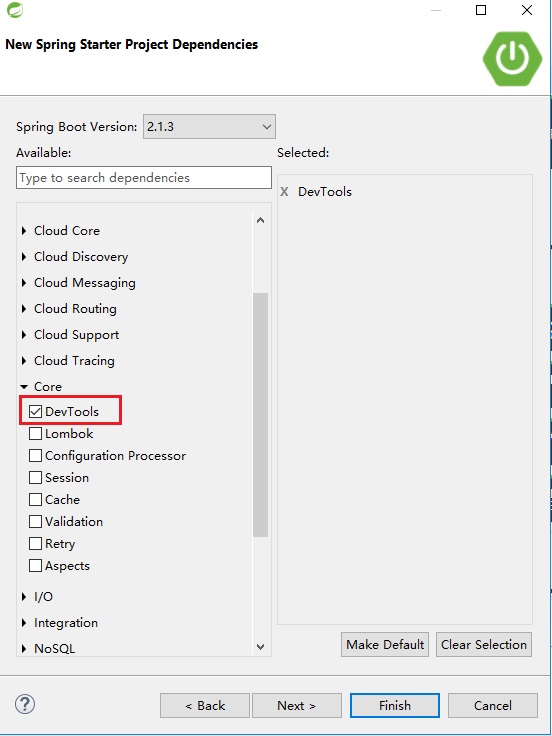 New Spring Starter Project Dependencies
Spring Boot Version: 2.1.3
Available:
Type to search dependencies
Cloud Core
Cloud Discovery
Cloud Messaging
Cloud Routing
Cloud Support
Cloud Tracing
Core
DevTools
Lombok
Configuration Processor
Session
Cache
Validation
Retry
Aspects
I/O
Integration
NoSQL
Selected:
X DevTools
Make Default Clear Selection
? < Back Next > Finish Cancel